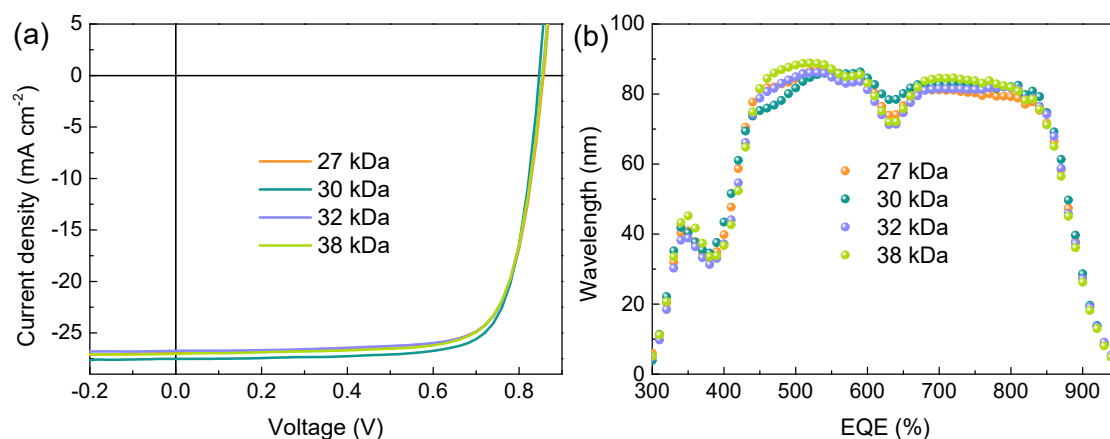 (a)
5
0
-5
-10
-15
-20
-25
-0.2 0.0 0.2 0.4 0.6 0.8
Current density (mA cm⁻²)
Voltage (V)
27 kDa
30 kDa
32 kDa
38 kDa
(b)
100
80
60
40
20
0
300 400 500 600 700 800 900
Wavelength (nm)
EQE (%)
27 kDa
30 kDa
32 kDa
38 kDa